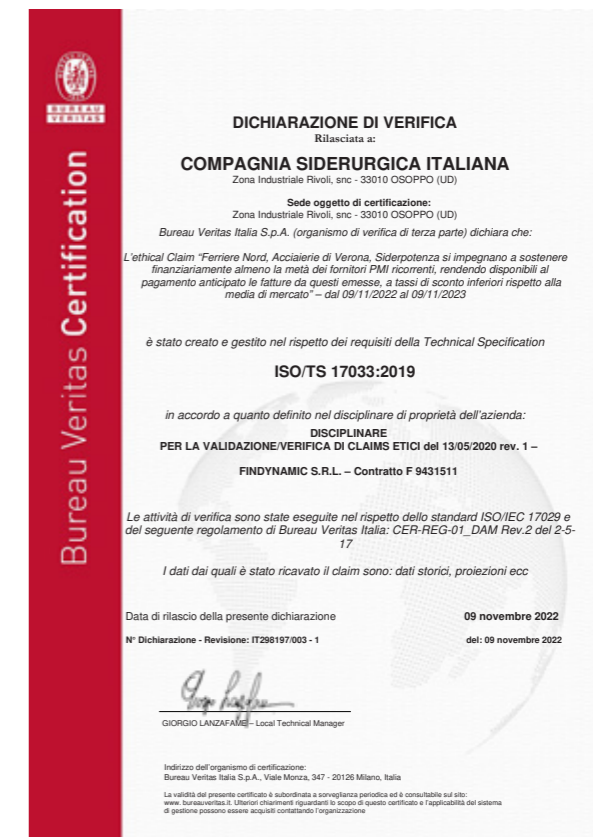 BUREAU
VERITAS
Bureau Veritas Certification
DICHIARAZIONE DI VERIFICA
Rilasciata a:
COMPAGNIA SIDERURGICA ITALIANA
Zona Industriale Rivoli, snc - 33010 OSOPPO (UD)
Sede oggetto di certificazione:
Zona Industriale Rivoli, snc - 33010 OSOPPO (UD)
Bureau Veritas Italia S.p.A. (organismo di verifica di terza parte) dichiara che:
L'ethical Claim “Ferriere Nord, Acciaierie di Verona, Siderpotenza si impegnano a sostenere
finanziariamente almeno la metà dei fornitori PMI ricorrenti, rendendo disponibili al
pagamento anticipato le fatture da questi emesse, a tassi di sconto inferiori rispetto alla
media di mercato” – dal 09/11/2022 al 09/11/2023
è stato creato e gestito nel rispetto dei requisiti della Technical Specification
ISO/TS 17033:2019
in accordo a quanto definito nel disciplinare di proprietà dell'azienda:
DISCIPLINARE
PER LA VALIDAZIONE/VERIFICA DI CLAIMS ETICI del 13/05/2020 rev. 1 –
FINDYNAMIC S.R.L. – Contratto F 9431511
Le attività di verifica sono state eseguite nel rispetto dello standard ISO/IEC 17029 e
del seguente regolamento di Bureau Veritas Italia: CER-REG-01_DAM Rev.2 del 2-5-
17
I dati dai quali è stato ricavato il claim sono: dati storici, proiezioni ecc
Data di rilascio della presente dichiarazione 09 novembre 2022
N° Dichiarazione - Revisione: IT298197/003 - 1 del: 09 novembre 2022
GIORGIO LANZAFAME – Local Technical Manager
Indirizzo dell'organismo di certificazione:
Bureau Veritas Italia S.p.A., Viale Monza, 347 - 20126 Milano, Italia
La validità del presente certificato è subordinata a sorveglianza periodica ed è consultabile sul sito:
www. bureauveritas.it. Ulteriori chiarimenti riguardanti lo scopo di questo certificato e l'applicabilità del sistema
di gestione possono essere acquisiti contattando l'organizzazione